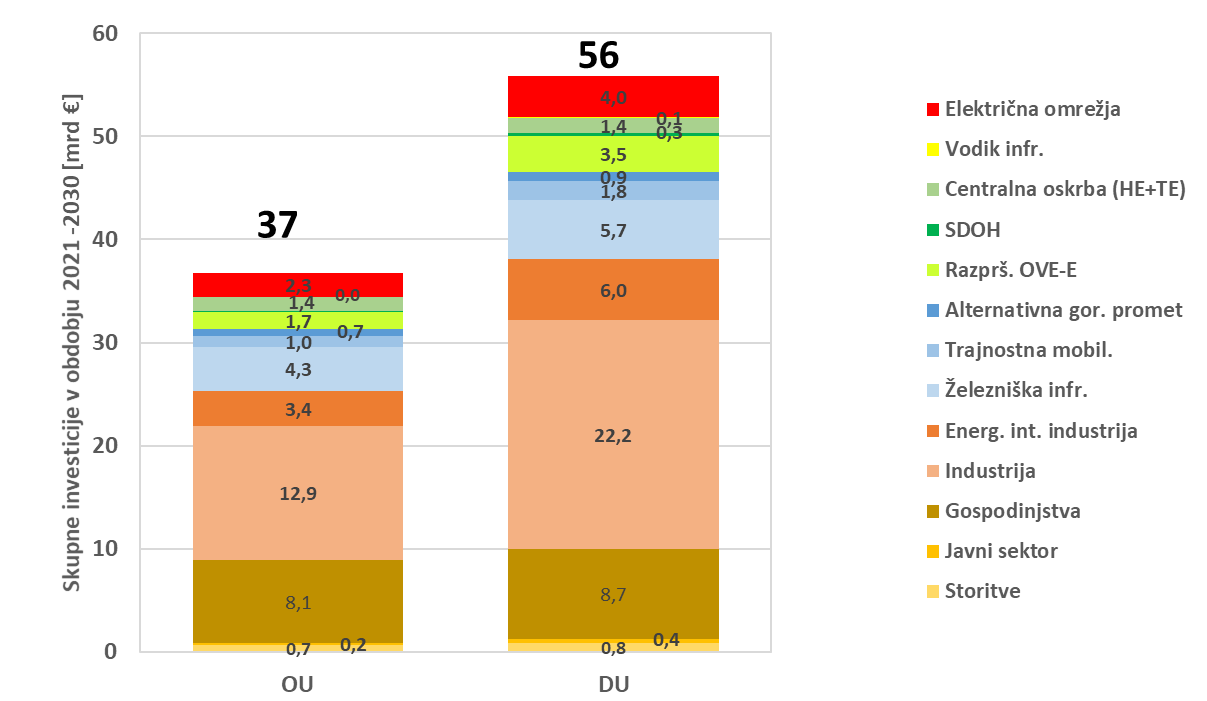 Skupne investicije v obdobju 2021 -2030 [mrd €]
60
50
40
30
20
10
0
37
2,3
0,0
1,4
1,7
0,7
1,0
4,3
3,4
12,9
8,1
0,2
0,7
OU
56
4,0
0,1
1,4
0,3
3,5
0,9
1,8
5,7
6,0
22,2
8,7
0,4
0,8
DU
Električna omrežja
Vodik infr.
Centralna oskrba (HE+TE)
SDOH
Razprš. OVE-E
Alternativna gor. promet
Trajnostna mobil.
Železniška infr.
Energ. int. industrija
Industrija
Gospodinjstva
Javni sektor
Storitve